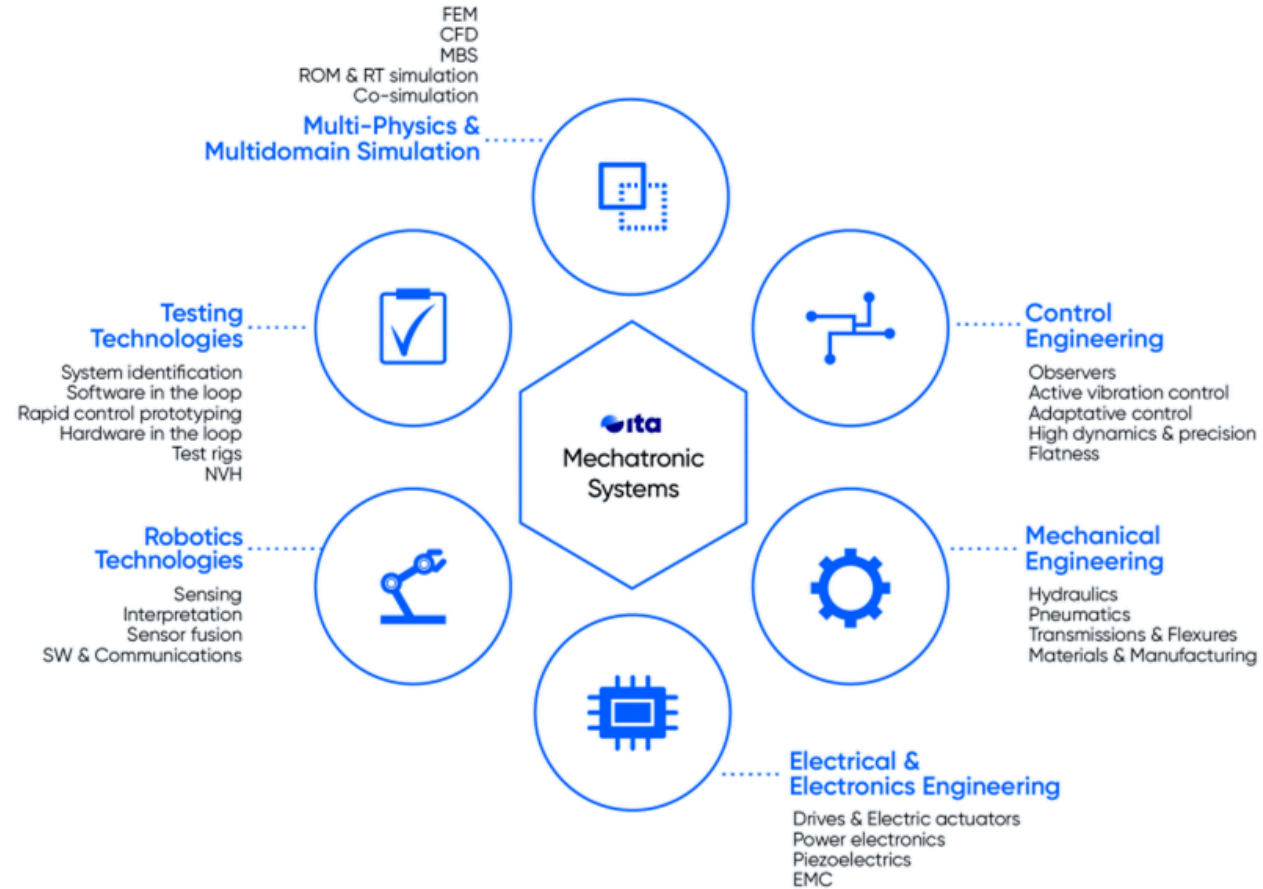 FEM
CFD
MBS
ROM & RT simulation
Co-simulation
Multi-Physics &
Multidomain Simulation
Testing
Technologies
System identification
Software in the loop
Rapid control prototyping
Hardware in the loop
Test rigs
NVH
Control
Engineering
Observers
Active vibration control
Adaptative control
High dynamics & precision
Flatness
ita
Mechatronic
Systems
Robotics
Technologies
Sensing
Interpretation
Sensor fusion
SW & Communications
Mechanical
Engineering
Hydraulics
Pneumatics
Transmissions & Flexures
Materials & Manufacturing
Electrical &
Electronics Engineering
Drives & Electric actuators
Power electronics
Piezoelectrics
EMC